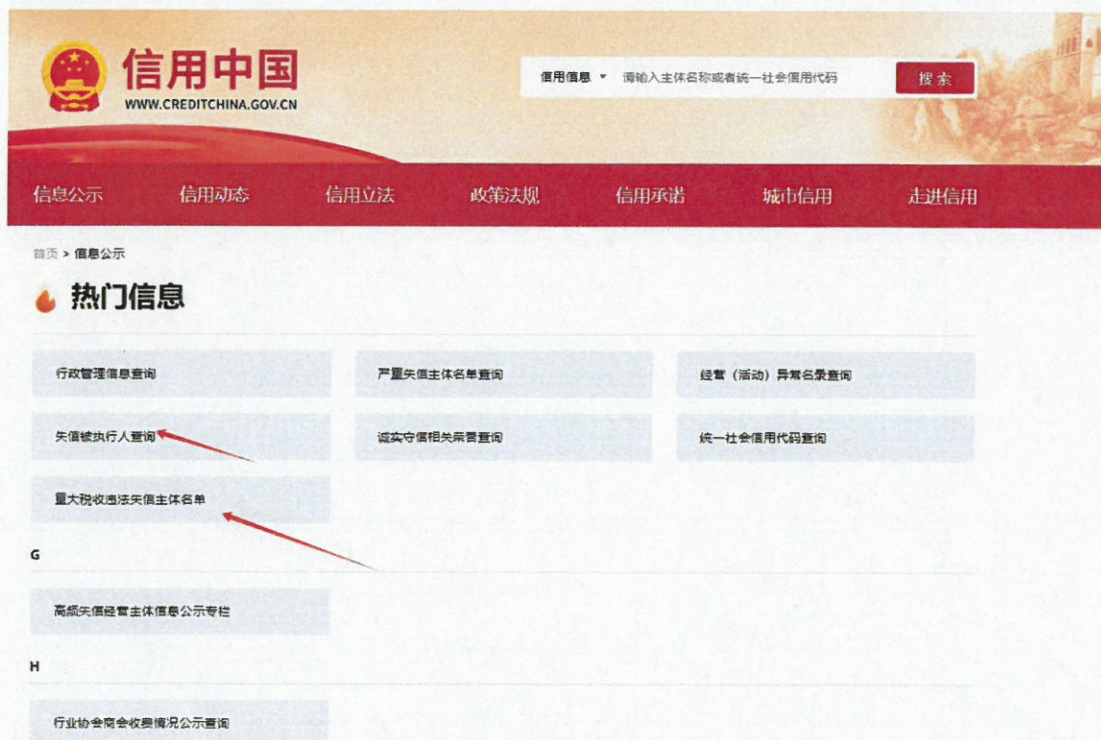 信用中国
WWW.CREDITCHINA.GOV.CN
信用信息 请输入主体名称或者统一社会信用代码 搜索
信息公示 信用动态 信用立法 政策法规 信用承诺 城市信用 走进信用
首页 > 信息公示
热门信息
行政管理信息查询 严重失信主体名单查询 经营（活动）异常名录查询
失信被执行人查询 诚实守信相关荣誉查询 统一社会信用代码查询
重大税收违法失信主体名单
G
高频失信经营主体信息公示专栏
H
行业协会商会收费情况公示查询